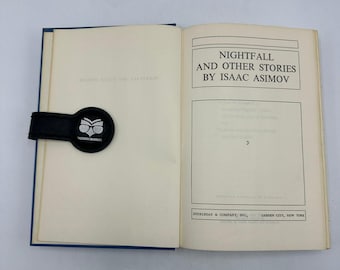 NIGHTFALL
AND OTHER STORIES
BY ISAAC ASIMOV
DOUBLEDAY & COMPANY, INC., GARDEN CITY, NEW YORK